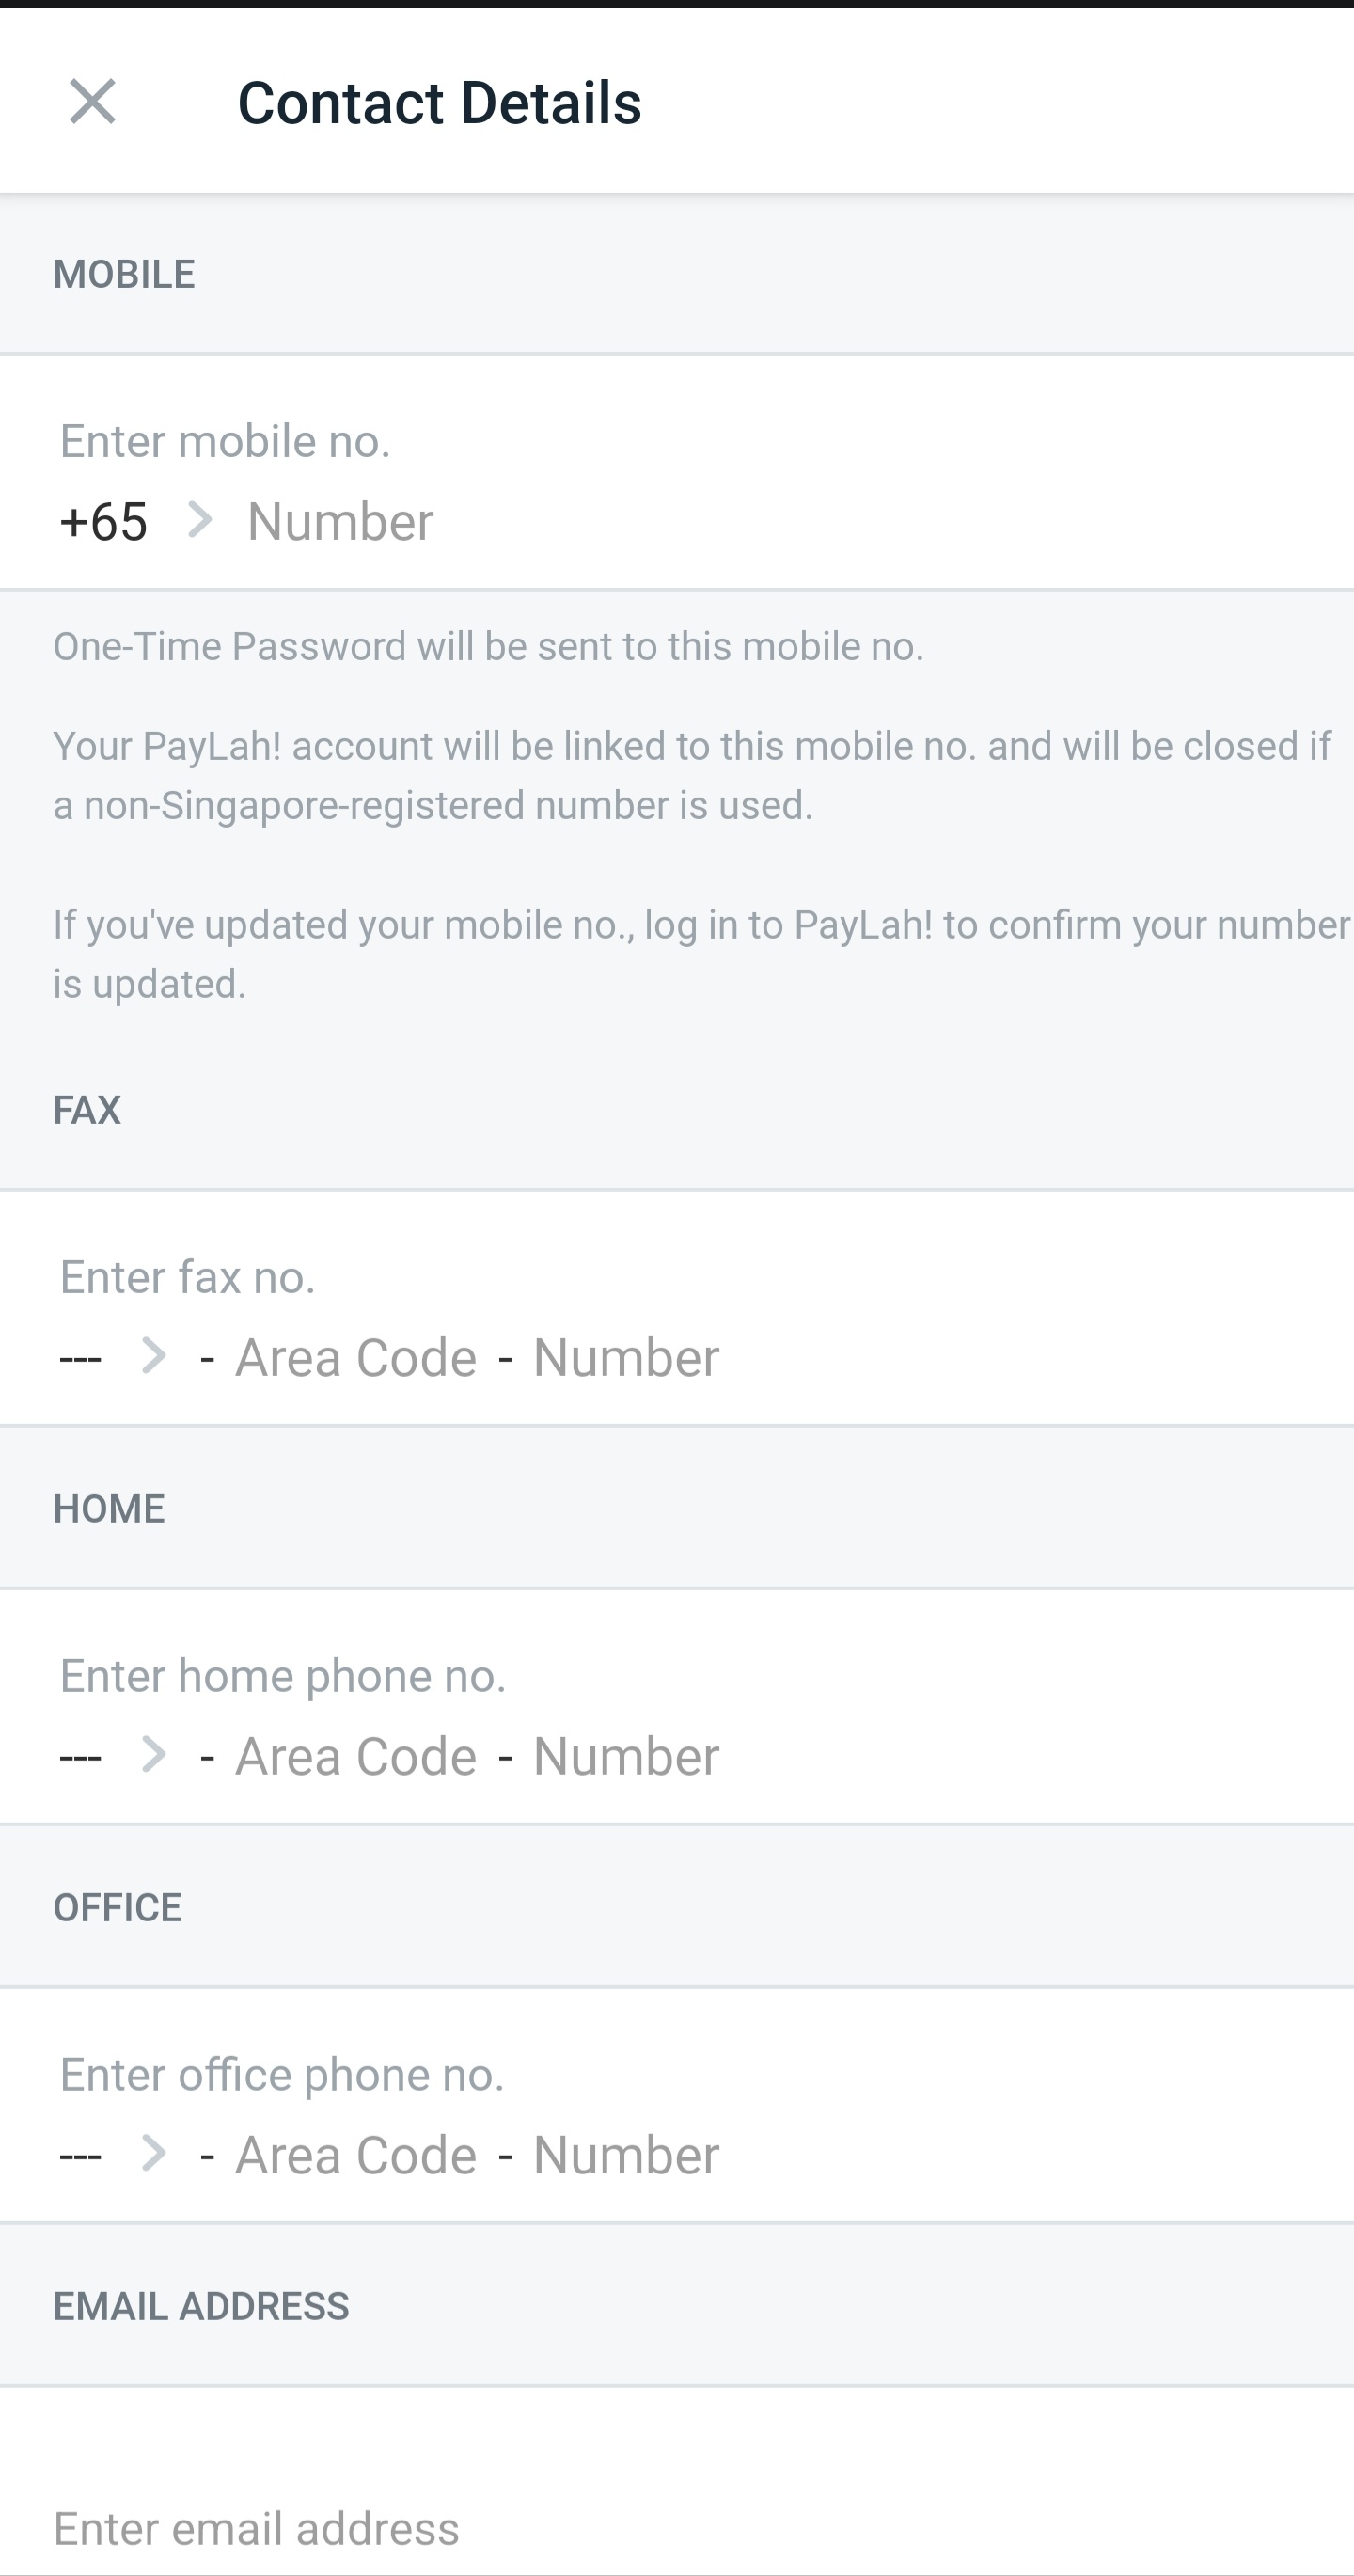 Contact Details
MOBILE
Enter mobile no.
+65 > Number
One-Time Password will be sent to this mobile no.
Your PayLah! account will be linked to this mobile no. and will be closed if
a non-Singapore-registered number is used.
If you've updated your mobile no., log in to PayLah! to confirm your number
is updated.
FAX
Enter fax no.
--- > - Area Code - Number
HOME
Enter home phone no.
--- > - Area Code - Number
OFFICE
Enter office phone no.
--- > - Area Code - Number
EMAIL ADDRESS
Enter email address